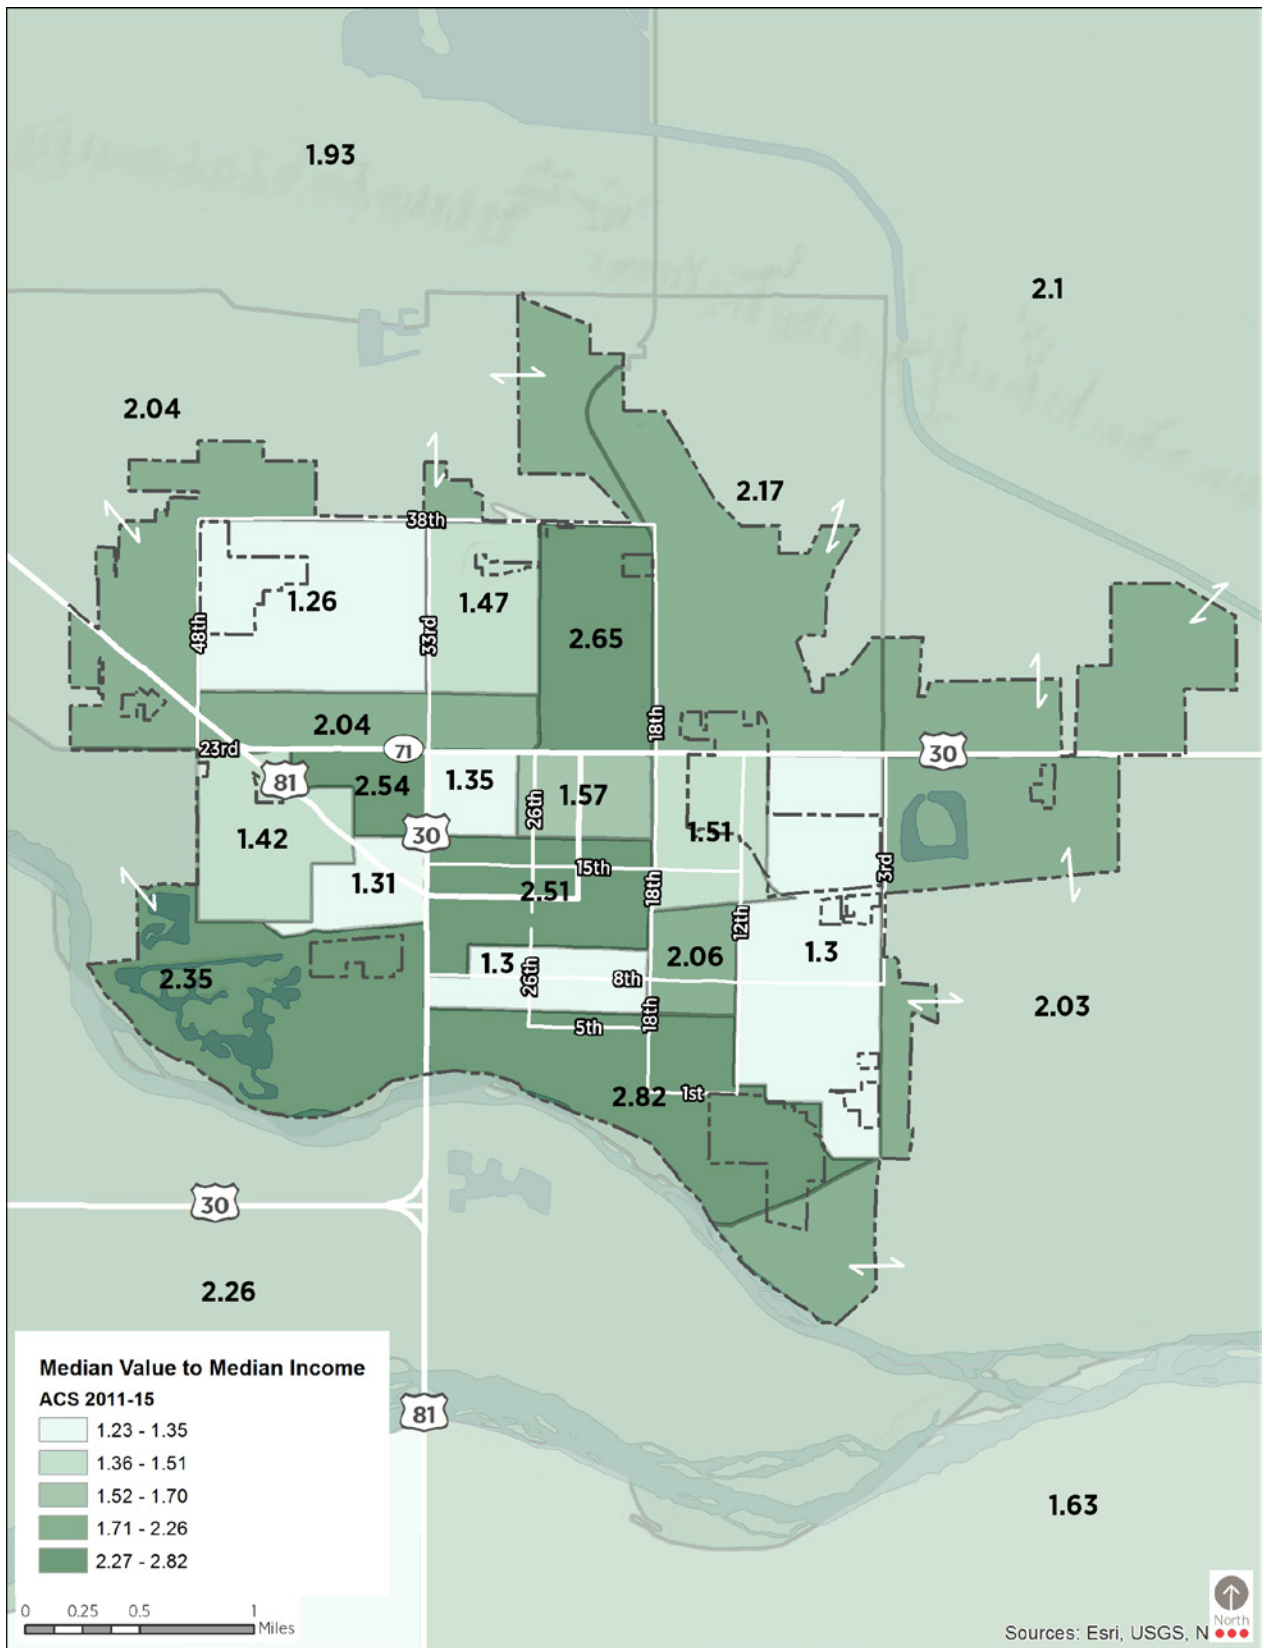 1.93
2.1
2.04
2.17
38th
1.26
1.47
48th
33rd
2.65
2.04
18th
23rd
71
30
81
2.54
1.35
26th
1.57
30
1.42
1.51
15th
3rd
1.31
2.51
18th
12th
2.35
1.3
26th
2.06
1.3
8th
18th
5th
2.03
2.82
1st
30
2.26
Median Value to Median Income
ACS 2011-15
1.23 - 1.35
1.36 - 1.51
1.52 - 1.70
1.71 - 2.26
2.27 - 2.82
81
1.63
0 0.25 0.5 1
Miles
North
Sources: Esri, USGS, N